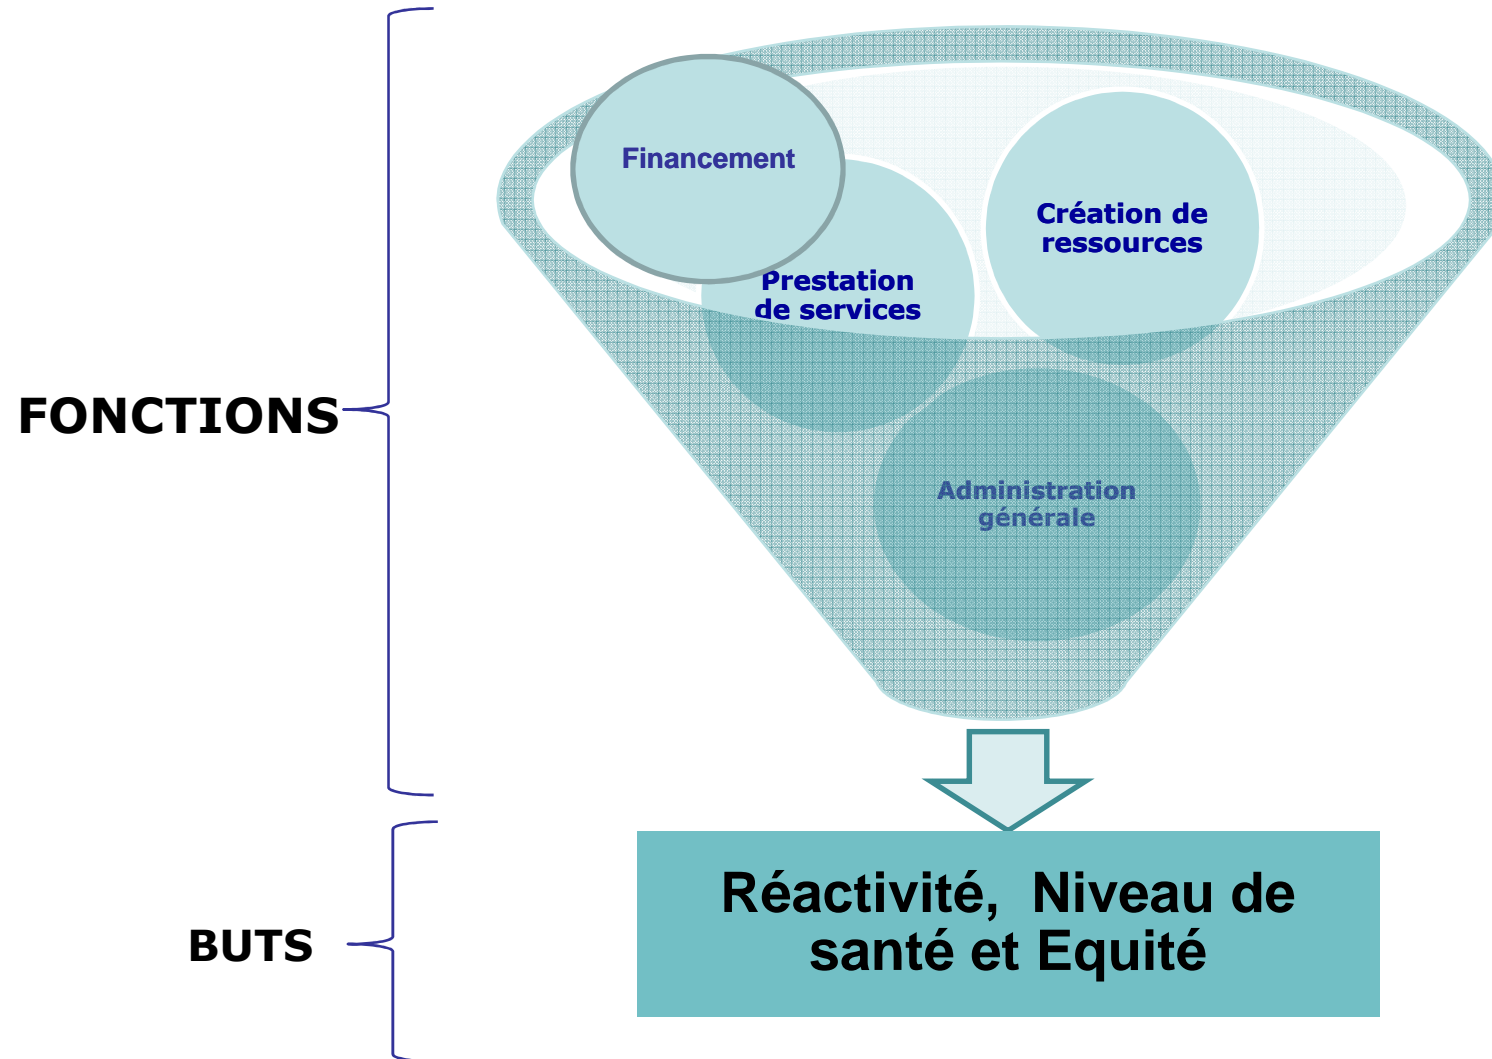 Financement
Création de
ressources
Prestation
de services
FONCTIONS
Administration
générale
Réactivité, Niveau de
santé et Equité
BUTS